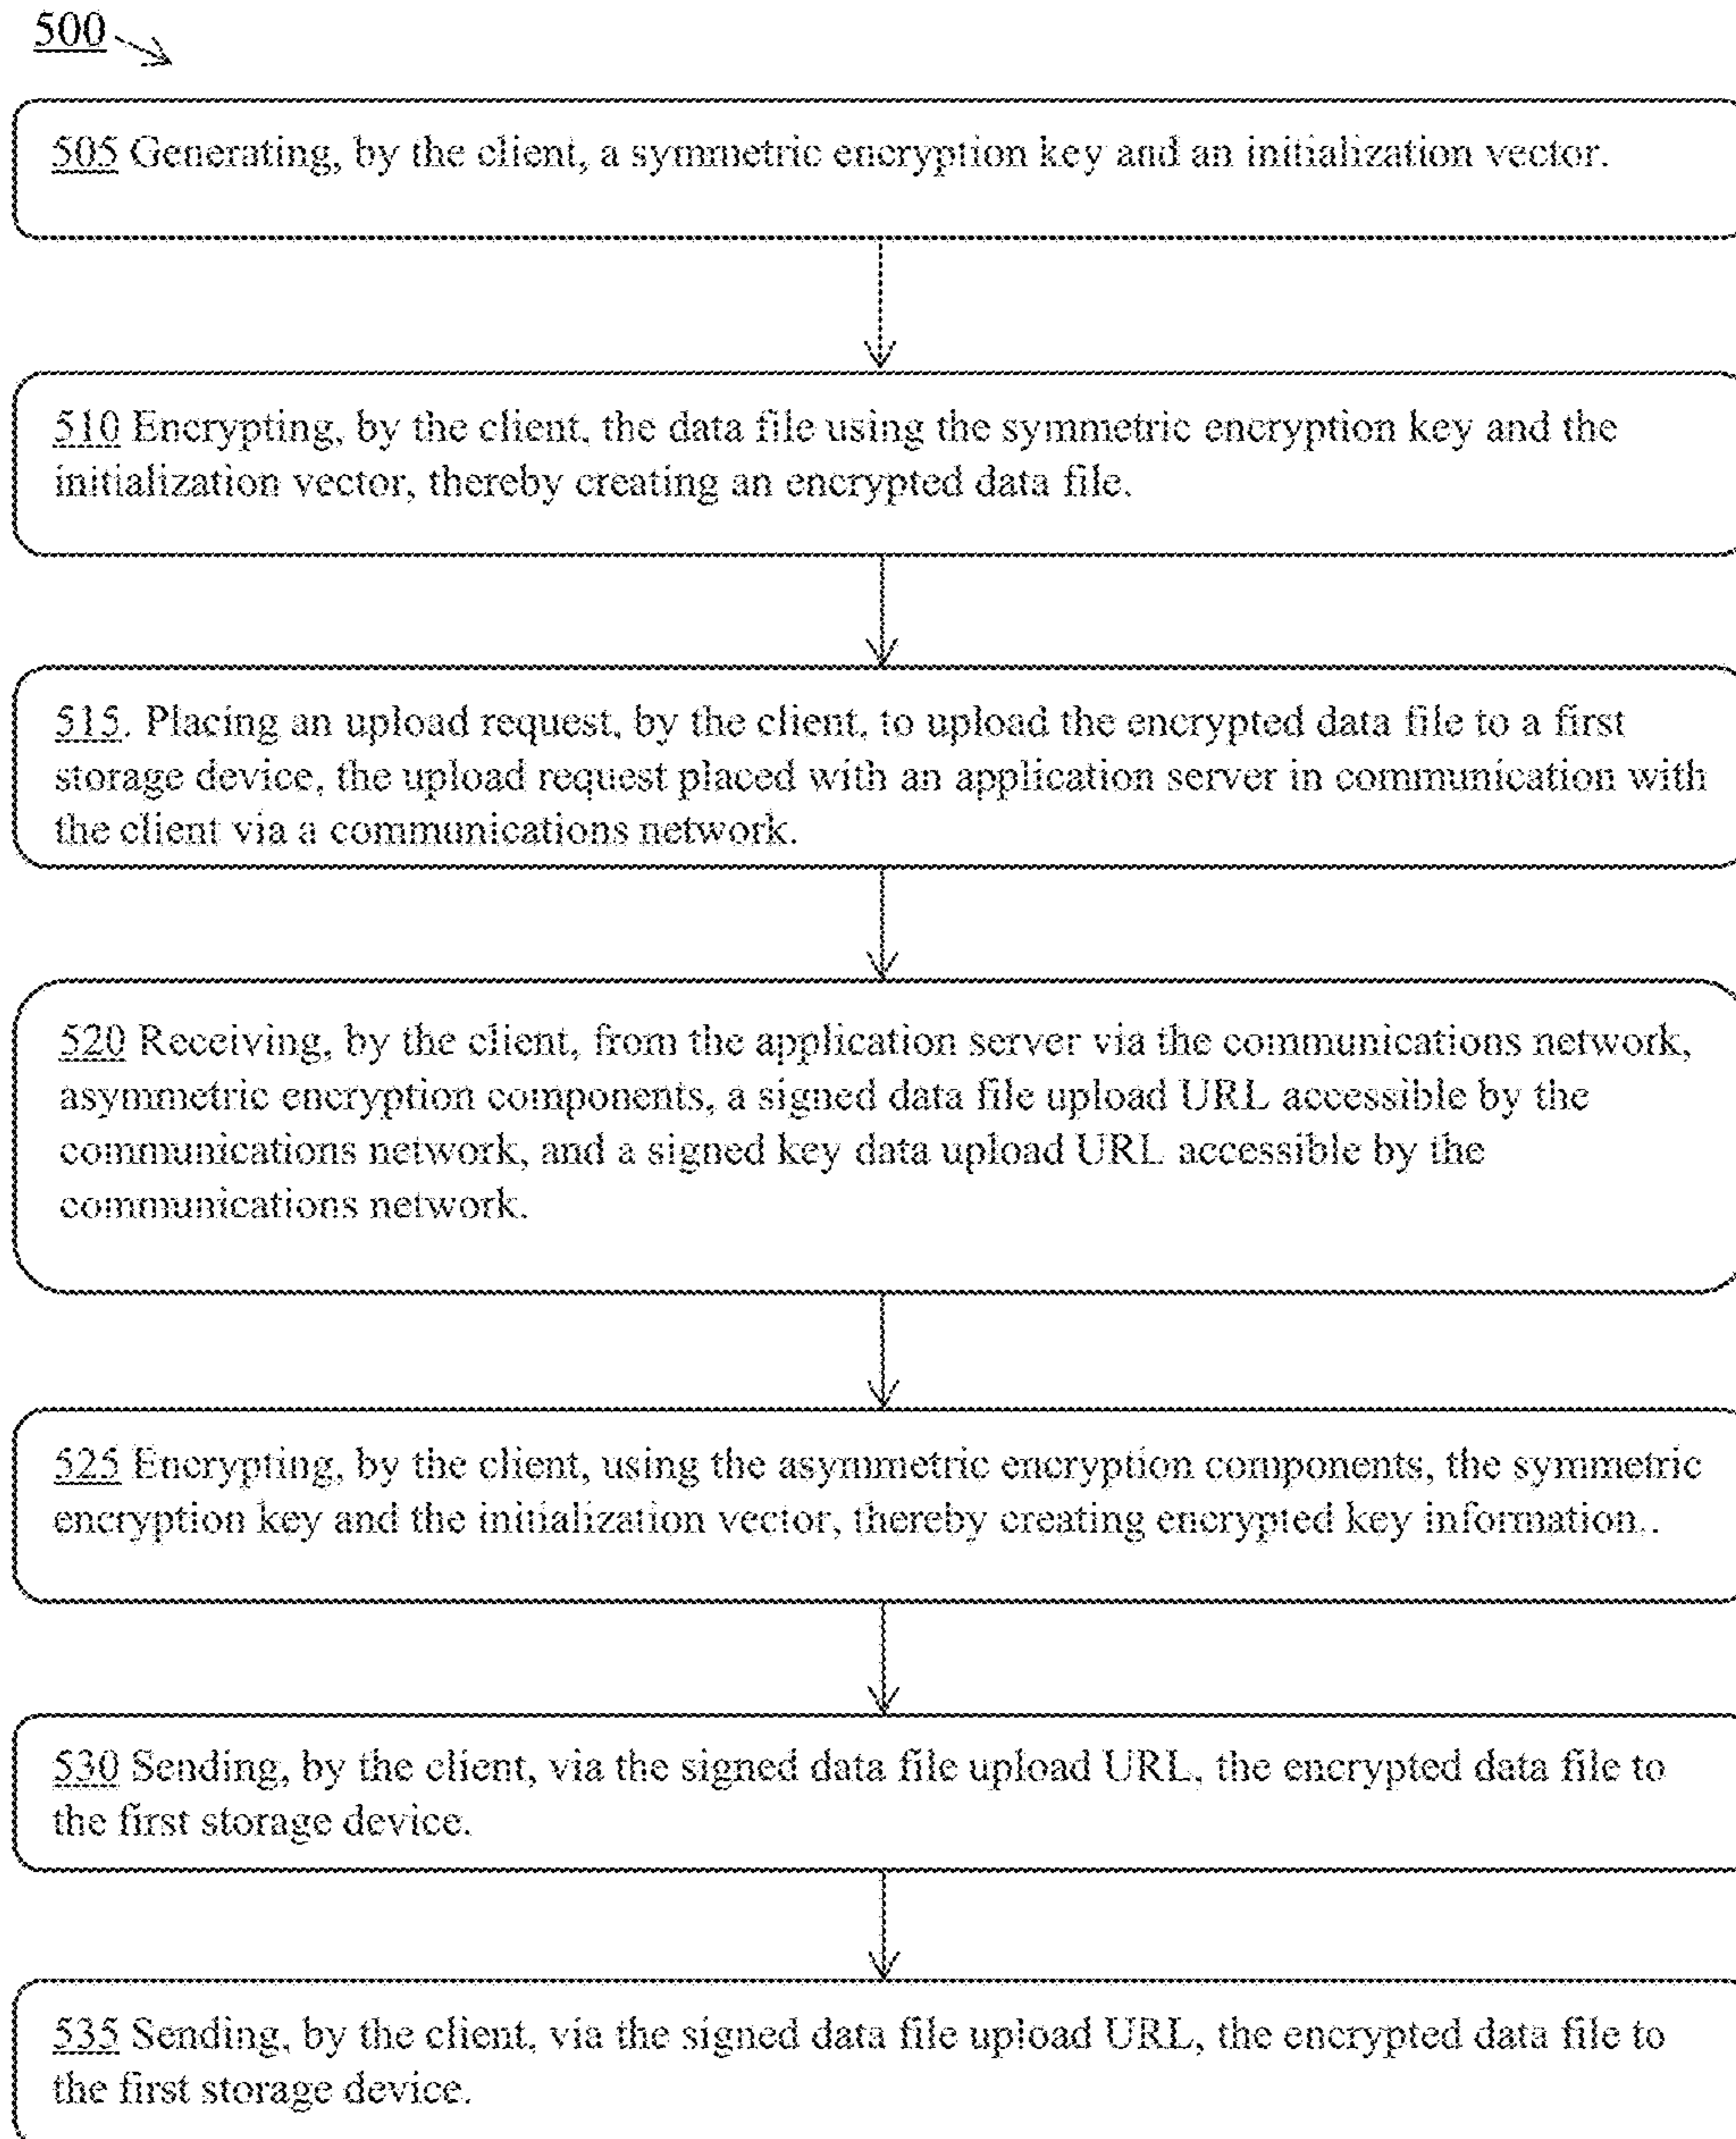 500
505 Generating, by the client, a symmetric encryption key and an initialization vector.
510 Encrypting, by the client, the data file using the symmetric encryption key and the
initialization vector, thereby creating an encrypted data file.
515. Placing an upload request, by the client, to upload the encrypted data file to a first
storage device, the upload request placed with an application server in communication with
the client via a communications network.
520 Receiving, by the client, from the application server via the communications network,
asymmetric encryption components, a signed data file upload URL accessible by the
communications network, and a signed key data upload URL accessible by the
communications network.
525 Encrypting, by the client, using the asymmetric encryption components, the symmetric
encryption key and the initialization vector, thereby creating encrypted key information..
530 Sending, by the client, via the signed data file upload URL, the encrypted data file to
the first storage device.
535 Sending, by the client, via the signed data file upload URL, the encrypted data file to
the first storage device.